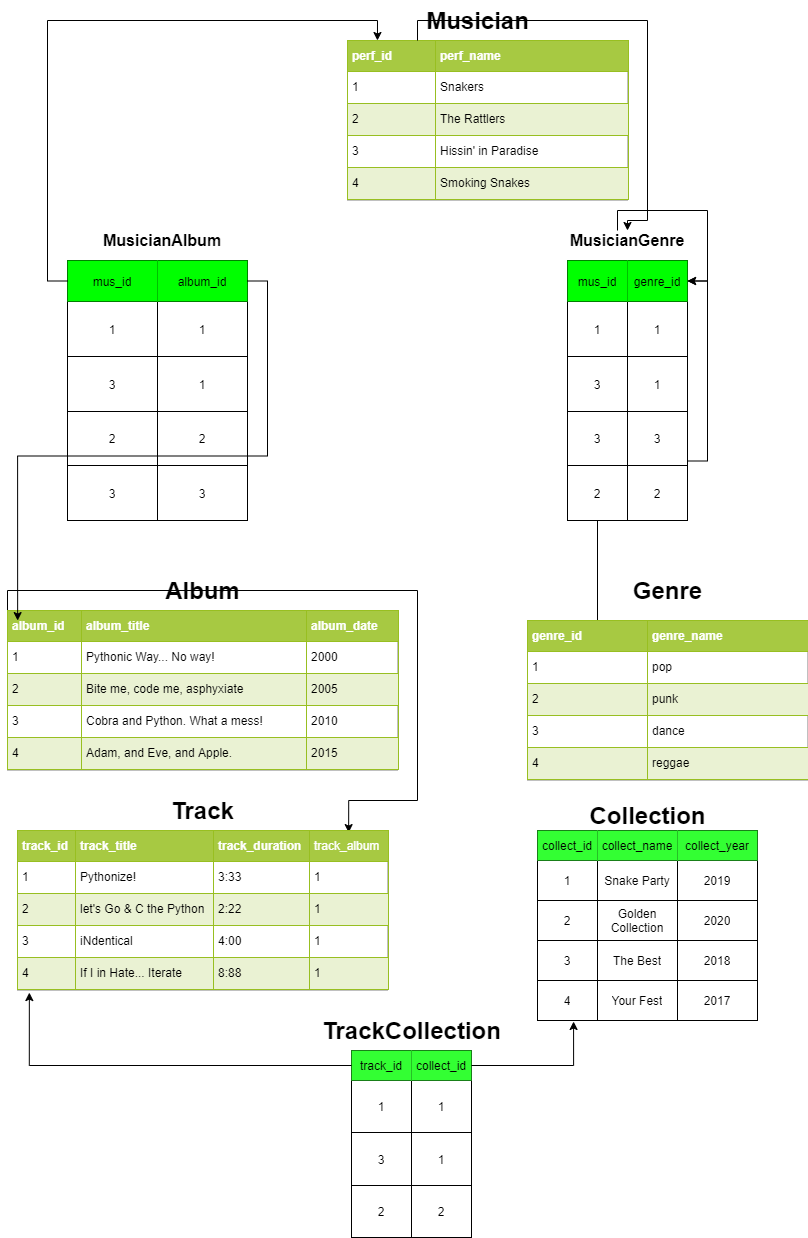 Musician
perf_id perf_name
1 Snakers
2 The Rattlers
3 Hissin' in Paradise
4 Smoking Snakes
MusicianAlbum
mus_id album_id
1 1
3 1
2 2
3 3
MusicianGenre
mus_id genre_id
1 1
3 1
3 3
2 2
Album
album_id album_title album_date
1 Pythonic Way... No way! 2000
2 Bite me, code me, asphyxiate 2005
3 Cobra and Python. What a mess! 2010
4 Adam, and Eve, and Apple. 2015
Genre
genre_id genre_name
1 pop
2 punk
3 dance
4 reggae
Track
track_id track_title track_duration track_album
1 Pythonize! 3:33 1
2 let's Go & C the Python 2:22 1
3 iNdentical 4:00 1
4 If I in Hate... Iterate 8:88 1
Collection
collect_id collect_name collect_year
1 Snake Party 2019
2 Golden Collection 2020
3 The Best 2018
4 Your Fest 2017
TrackCollection
track_id collect_id
1 1
3 1
2 2